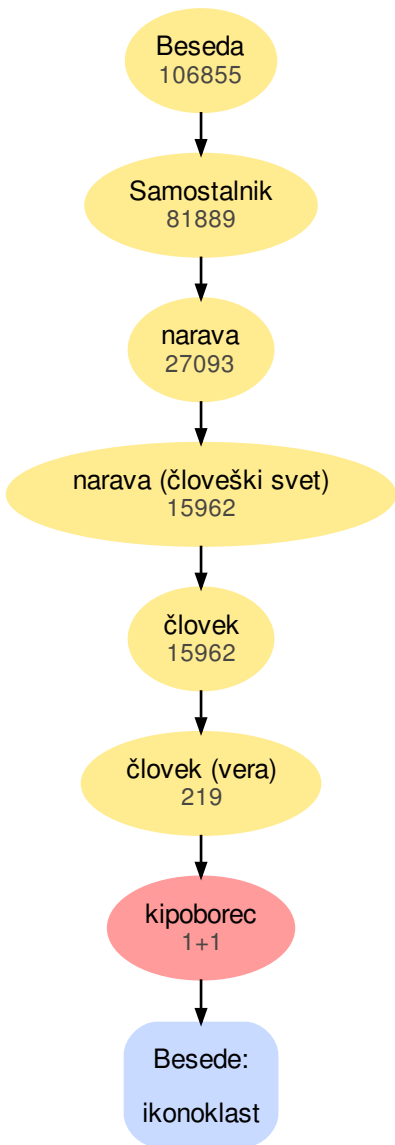 Beseda
106855
Samostalnik
81889
narava
27093
narava (človeški svet)
15962
človek
15962
človek (vera)
219
kipoborec
1+1
Besede:
ikonoklast